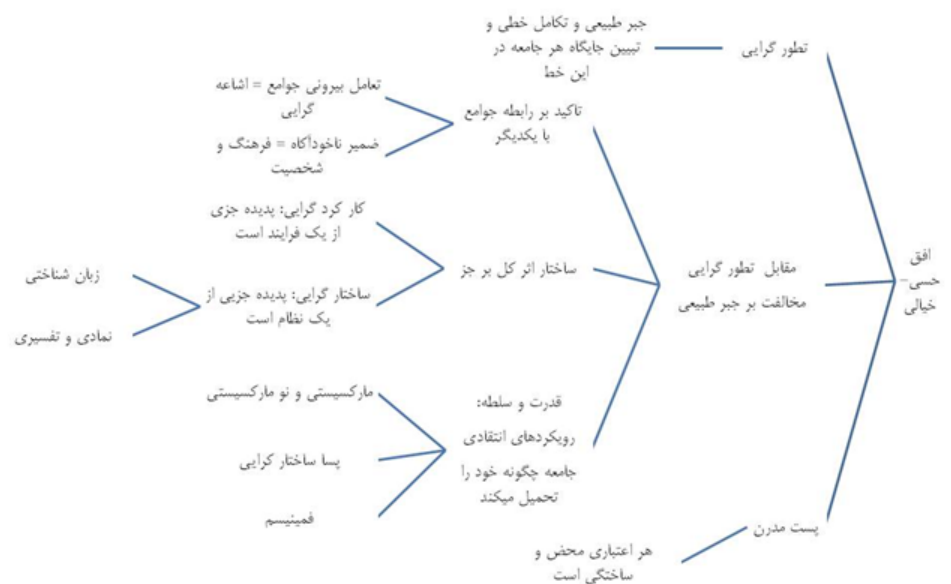 افق
حسی–
خیالی
تطور گرایی
جبر طبیعی و تکامل خطی و
تبیین جایگاه هر جامعه در
این خط
مقابل تطور گرایی
مخالفت بر جبر طبیعی
تاکید بر رابطه جوامع
با یکدیگر
تعامل بیرونی جوامع = اشاعه
گرایی
ضمیر ناخودآگاه = فرهنگ و
شخصیت
ساختار اثر کل بر جز
کار کرد گرایی: پدیده جزی
از یک فرایند است
ساختار گرایی: پدیده جزیی از
یک نظام است
زبان شناختی
نمادی و تفسیری
قدرت و سلطه:
رویکردهای انتقادی
جامعه چگونه خود را
تحمیل میکند
مارکسیستی و نو مارکسیستی
پسا ساختار گرایی
فمینیسم
پست مدرن
هر اعتباری محض و
ساختگی است